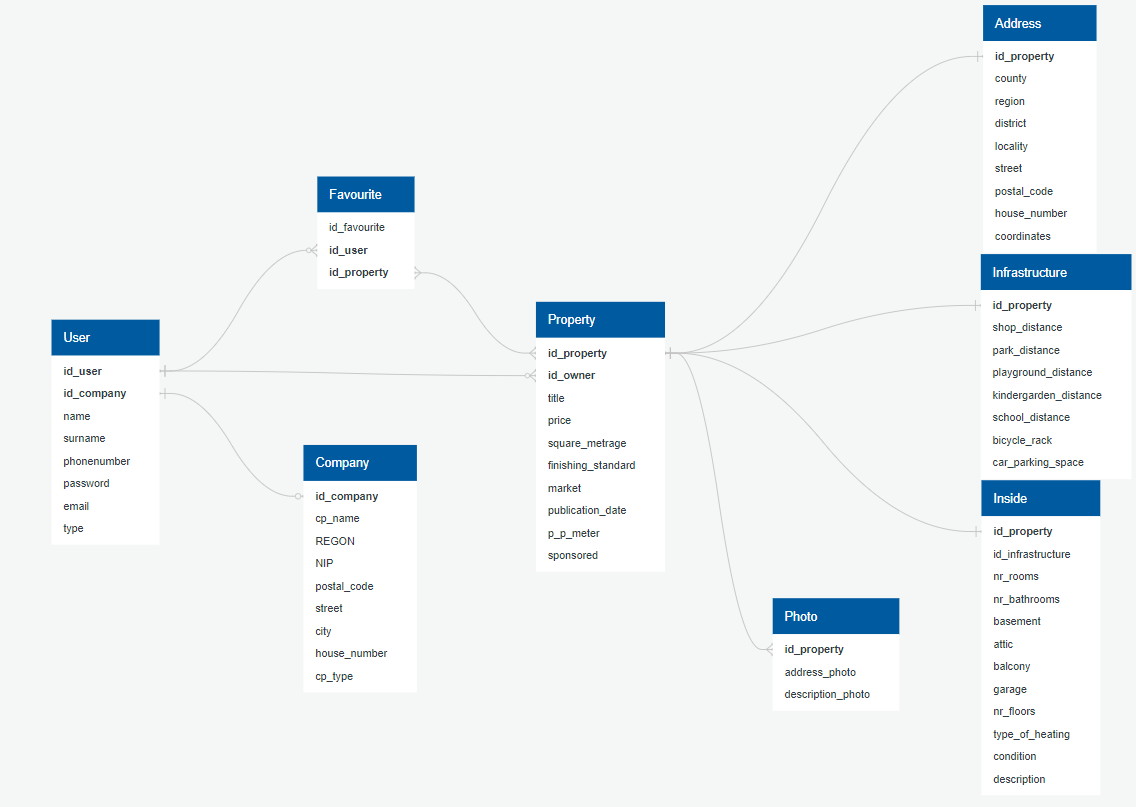 Address
id_property
county
region
district
locality
street
postal_code
house_number
coordinates
Favourite
id_favourite
id_user
id_property
Infrastructure
id_property
shop_distance
park_distance
playground_distance
kindergarden_distance
school_distance
bicycle_rack
car_parking_space
User
id_user
id_company
name
surname
phonenumber
password
email
type
Property
id_property
id_owner
title
price
square_metrage
finishing_standard
market
publication_date
p_p_meter
sponsored
Company
id_company
cp_name
REGON
NIP
postal_code
street
city
house_number
cp_type
Inside
id_property
id_infrastructure
nr_rooms
nr_bathrooms
basement
attic
balcony
garage
nr_floors
type_of_heating
condition
description
Photo
id_property
address_photo
description_photo